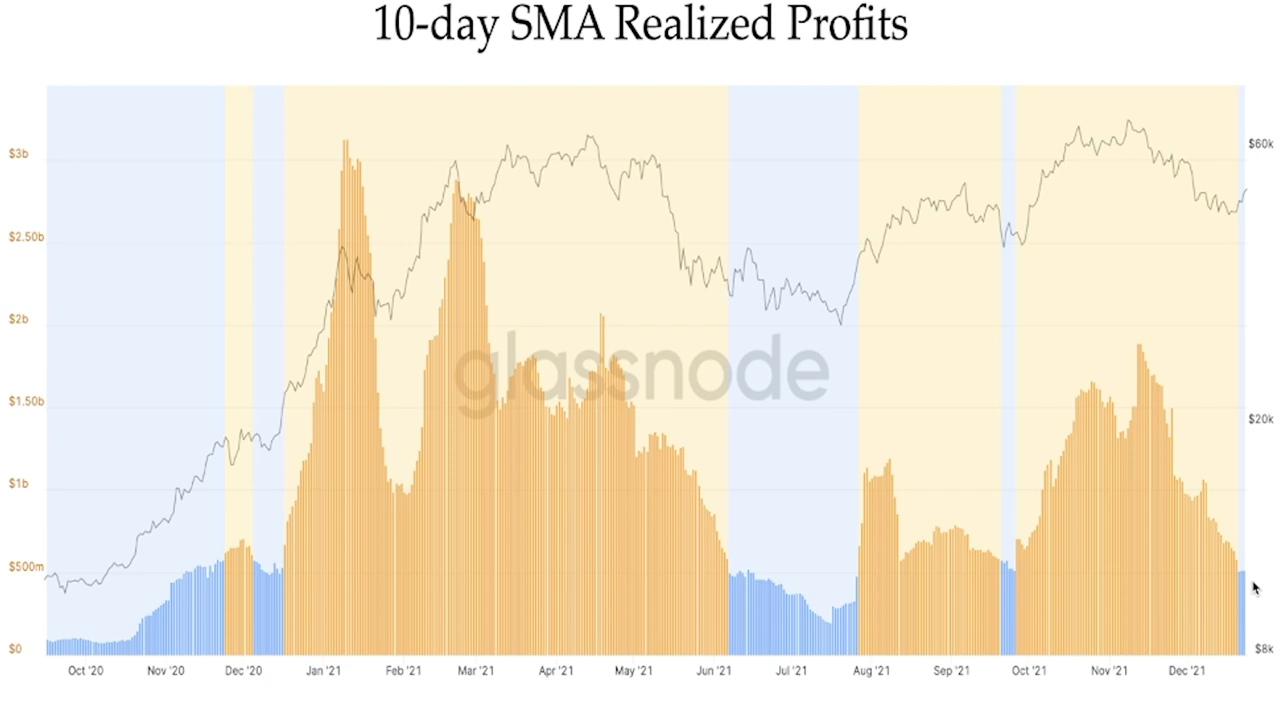 10-day SMA Realized Profits
$3b
$2.50b
$2b
$1.50b
$1b
$500m
$0
$60k
$20k
$8k
glassnode
Oct '20 Nov '20 Dec '20 Jan '21 Feb '21 Mar '21 Apr '21 May '21 Jun '21 Jul '21 Aug '21 Sep '21 Oct '21 Nov '21 Dec '21